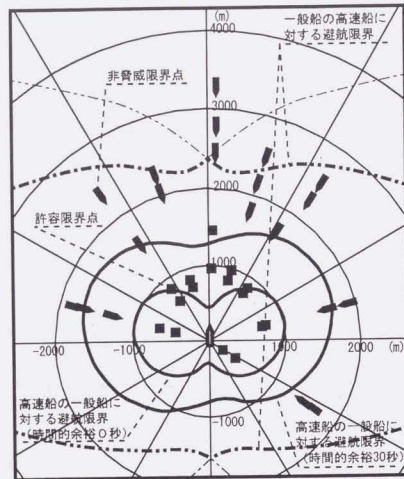 (m)
4000
一般船の高速船に
対する避航限界
非脅威限界点
3000
2000
許容限界点
1000
-2000
-1000
1000
2000
(m)
-1000
高速船の一般船に
対する避航限界
(時間的余裕0秒)
高速船の一般船に
対する避航限界
(時間的余裕30秒)